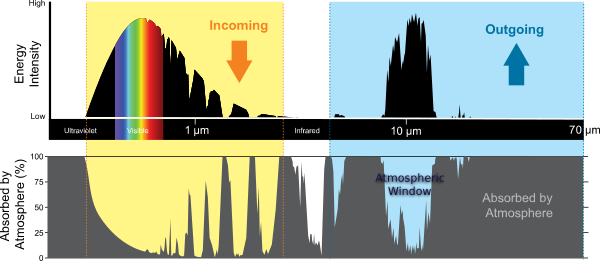 High
Energy
Intensity
Low
Incoming
Outgoing
Ultraviolet
Visible
1 μm
Infrared
10 μm
70 μm
Absorbed by
Atmosphere (%)
100
75
50
25
0
Atmospheric
Window
Absorbed by
Atmosphere